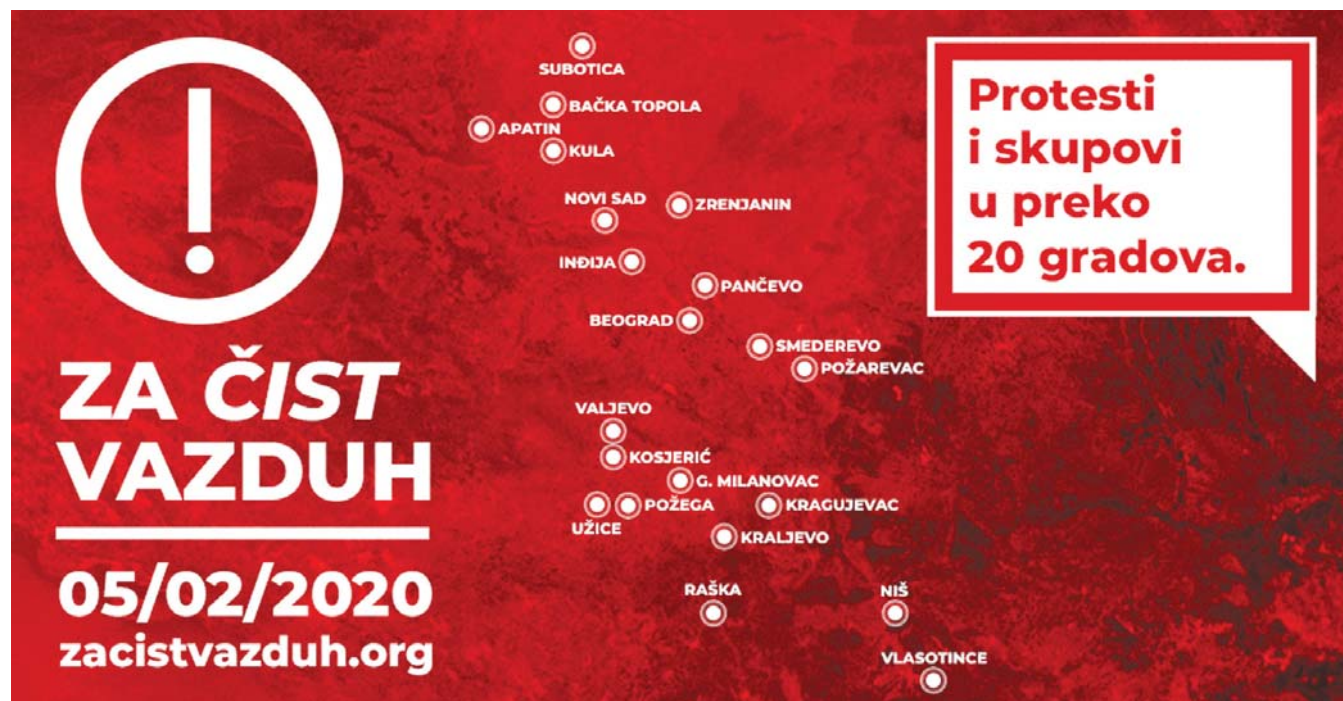 ZA ČIST
VAZDUH
05/02/2020
zacistvazduh.org
SUBOTICA
BAČKA TOPOLA
APATIN
KULA
NOVI SAD
ZRENJANIN
INĐIJA
PANČEVO
BEOGRAD
SMEDEREVO
POŽAREVAC
VALJEVO
KOSJERIĆ
G. MILANOVAC
UŽICE
POŽEGA
KRAGUJEVAC
KRALJEVO
RAŠKA
NIŠ
VLASOTINCE
Protesti
i skupovi
u preko
20 gradova.